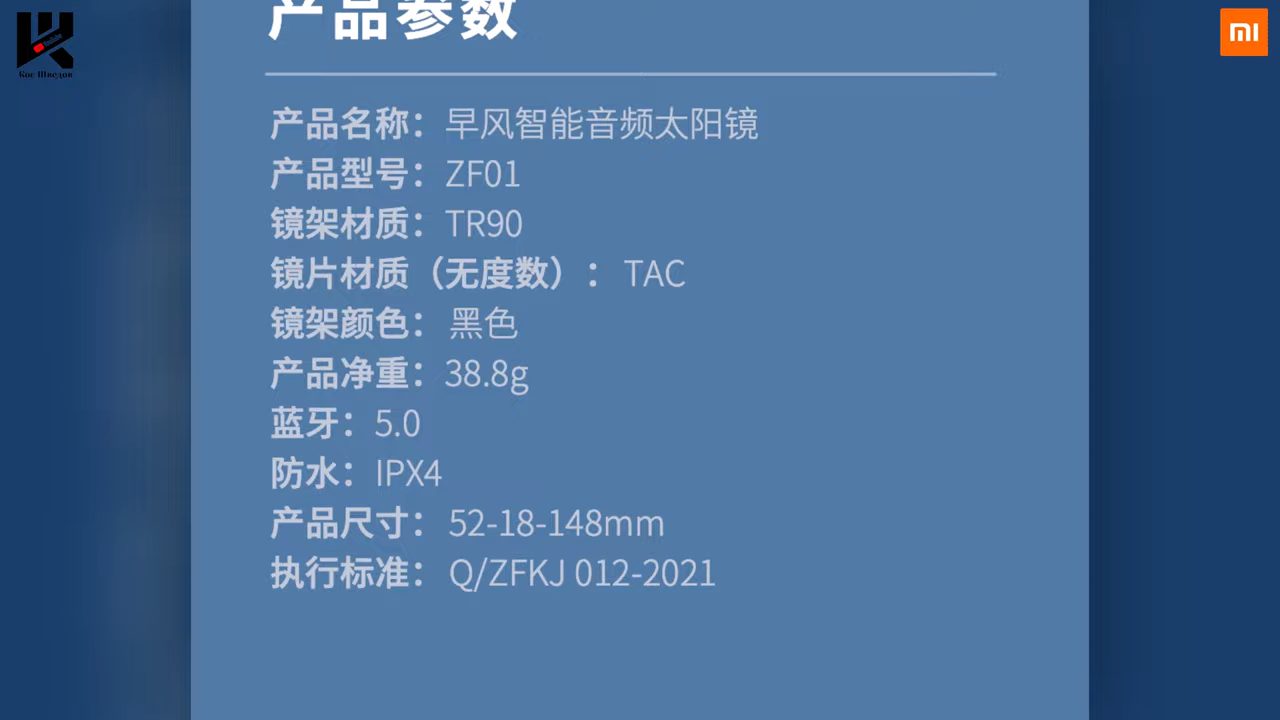 产品参数
YouTube
Кос Шведов
mi
产品名称：早风智能音频太阳镜
产品型号：ZF01
镜架材质：TR90
镜片材质（无度数）：TAC
镜架颜色：黑色
产品净重：38.8g
蓝牙：5.0
防水：IPX4
产品尺寸：52-18-148mm
执行标准：Q/ZFKJ 012-2021